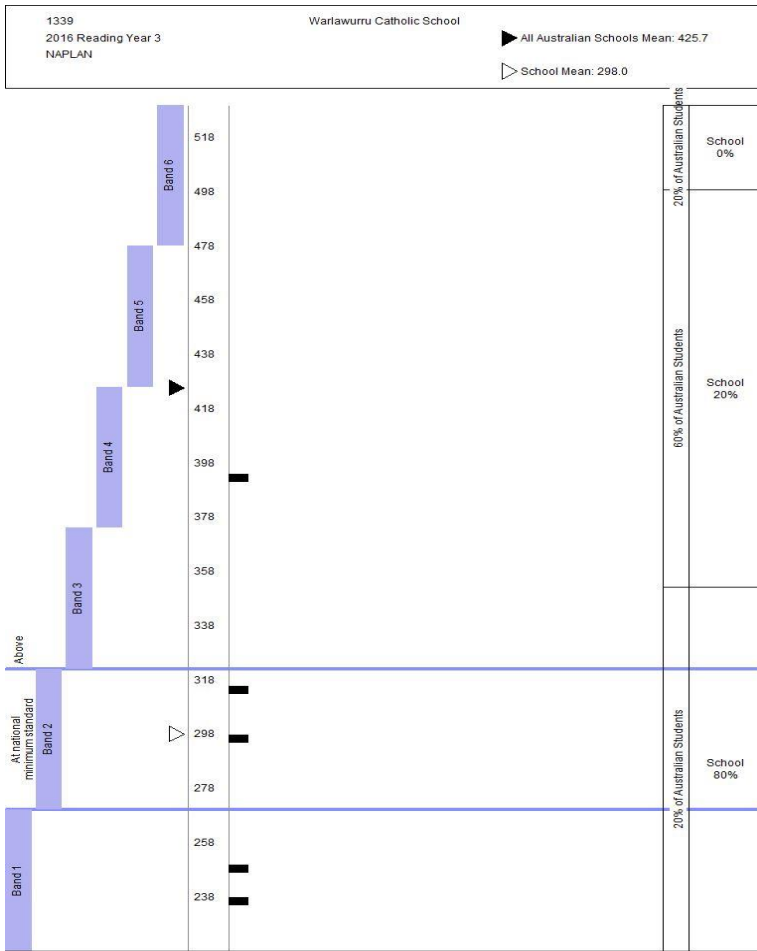 1339
2016 Reading Year 3
NAPLAN
Warlawurru Catholic School
All Australian Schools Mean: 425.7
School Mean: 298.0
Band 6
Band 5
Band 4
Band 3
Band 2
Band 1
Above
At national
minimum standard
518
498
478
458
438
418
398
378
358
338
318
298
278
258
238
20% of Australian Students
School
0%
60% of Australian Students
School
20%
20% of Australian Students
School
80%